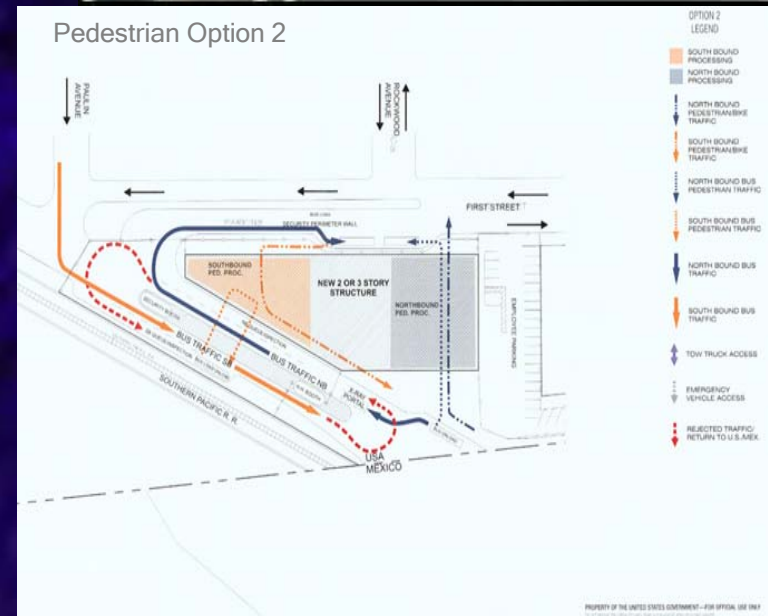 Pedestrian Option 2
OPTION 2
LEGEND
SOUTH BOUND
PROCESSING
NORTH BOUND
PROCESSING
NORTH BOUND
PEDESTRIAN/BIKE
TRAFFIC
SOUTH BOUND
PEDESTRIAN/BIKE
TRAFFIC
NORTH BOUND BUS
PEDESTRIAN TRAFFIC
SOUTH BOUND BUS
PEDESTRIAN TRAFFIC
NORTH BOUND BUS
TRAFFIC
SOUTH BOUND BUS
TRAFFIC
TOW TRUCK ACCESS
EMERGENCY
VEHICLE ACCESS
REJECTED TRAFFIC/
RETURN TO U.S./MEX.
PAULIN
AVENUE
ROCKWOOD
AVENUE
FIRST STREET
SECURITY PERIMETER WALL
SOUTHBOUND
PED. PROC.
NEW 2 OR 3 STORY
STRUCTURE
NORTHBOUND
PED. PROC.
EMPLOYEE PARKING
BUS TRAFFIC SB
BUS TRAFFIC NB
X-RAY
PORTAL
SOUTHERN PACIFIC R. R.
USA
MEXICO
PROPERTY OF THE UNITED STATES GOVERNMENT—FOR OFFICIAL USE ONLY